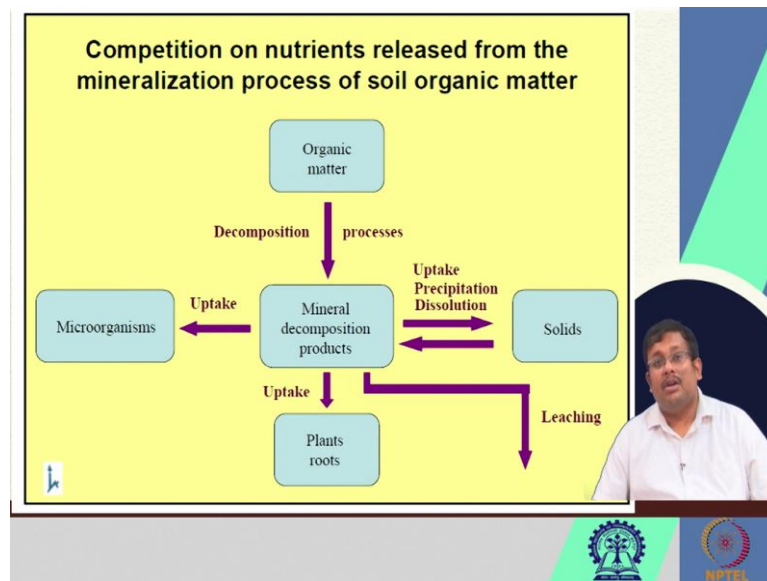 Competition on nutrients released from the
mineralization process of soil organic matter
Organic
matter
Decomposition processes
Uptake
Precipitation
Dissolution
Uptake
Microorganisms
Mineral
decomposition
products
Solids
Uptake
Leaching
Plants
roots
NPTEL